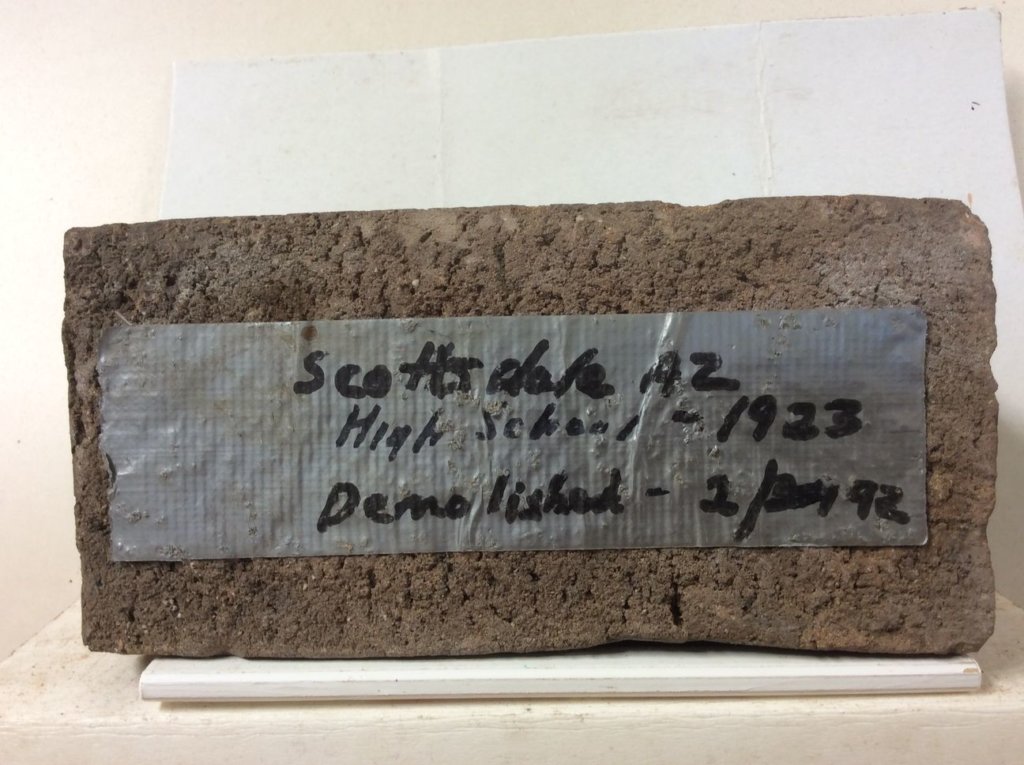 Scottsdale AZ
High School - 1923
Demolished - 2/ 92